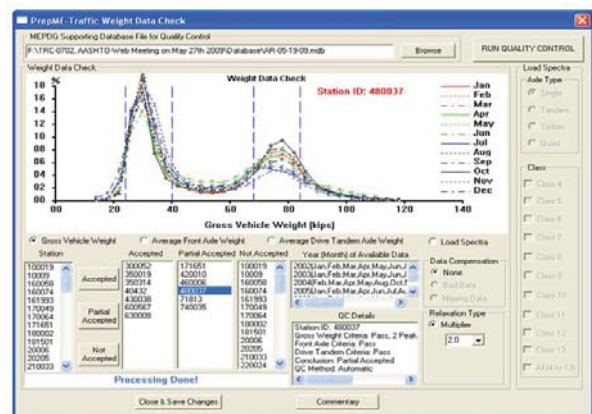 PrepME-Traffic Weight Data Check
MEPDG Supporting Database File for Quality Control
F:\TRC-0702, AASHTO-Web Meeting on May 27th 2009\Database\AR-05-19-09.mdb
Browse
RUN QUALITY CONTROL
Weight Data Check
%
Weight Data Check
Station ID: 480037
18
16
14
12
10
08
06
04
02
00
00 20 40 60 80 100 120 140
Gross Vehicle Weight [kips]
Jan
Feb
Mar
Apr
May
Jun
Jul
Aug
Sep
Oct
Nov
Dec
Load Spectra
Axle Type
Single
Tandem
Tridem
Quad
Class
Class 4
Class 5
Class 6
Class 7
Class 8
Class 9
Class 10
Class 11
Class 12
Class 13
All (4 to 13)
Gross Vehicle Weight
Average Front Axle Weight
Average Drive Tandem Axle Weight
Load Spectra
Station
100019
10009
160058
160074
161993
170049
170064
171651
180002
181501
20006
20205
210033
Accepted
Partial Accepted
Not Accepted
Accepted
300052
350019
350314
40432
430038
600567
630008
Partial Accepted
171651
420010
460006
480037
71813
740035
Not Accepted
100019
10009
160058
160074
161993
170049
170064
180002
181501
20006
20205
210033
220024
Year (Month) of Available Data
2003(Jan,Feb,Mar,Apr,May,Jun,J
2002(Jan,Feb,Mar,Apr,May,Jun,J
2004(Feb,Mar,Apr,May,Aug,Oct,N
2005(Jan,Feb,Mar,Apr,May,Jun,J
QC Details
Station ID: 480037
Gross Weight Criteria: Pass, 2 Peak
Front Axle Criteria: Pass
Drive Tandem Criteria: Pass
Conclusion: Partial Accepted
QC Method: Automatic
Data Compensation
None
Bad Data
Missing Data
Relaxation Type
Multiplier
2.0
Processing Done!
Close & Save Changes
Commentary